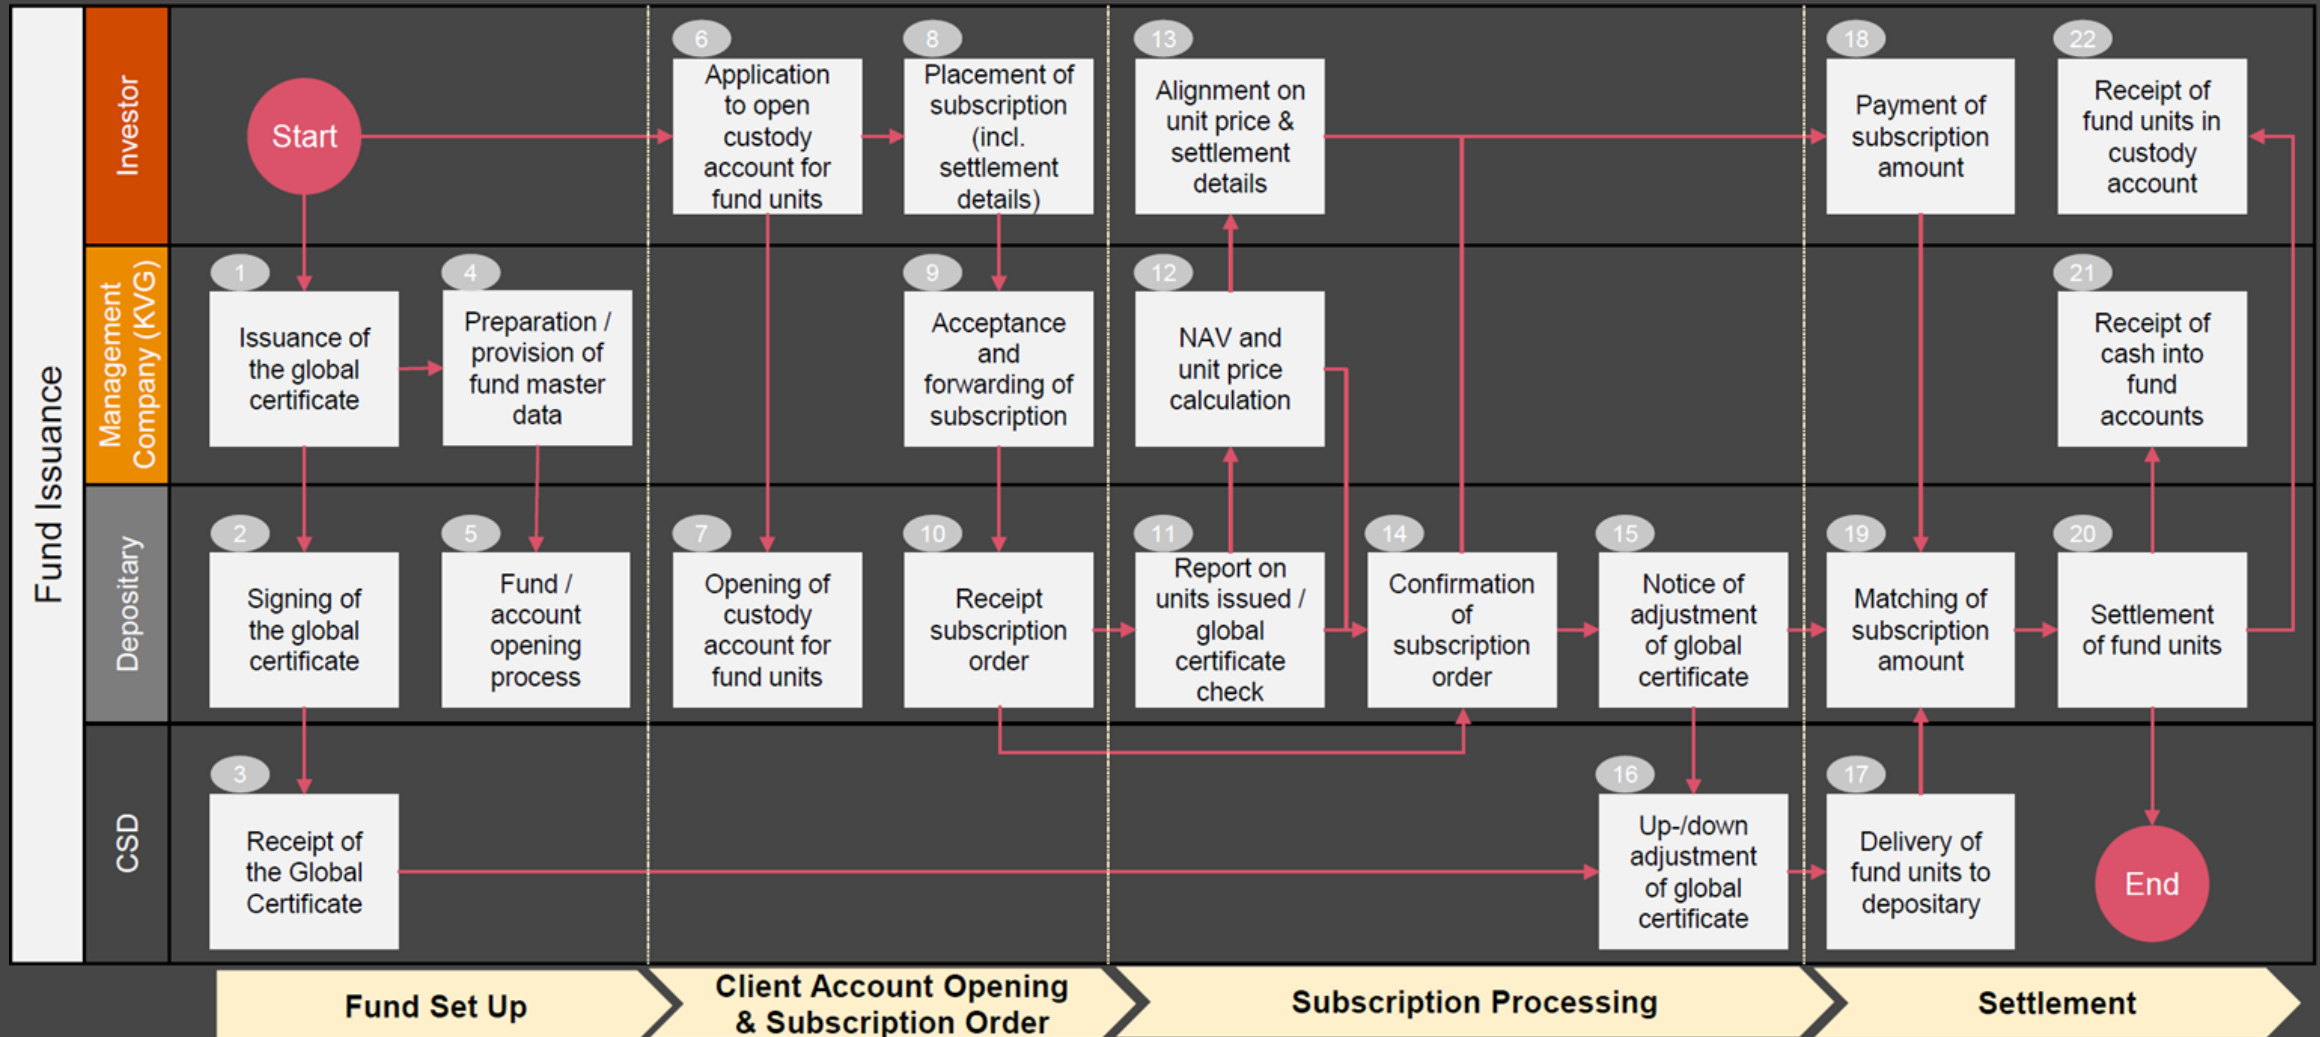 Fund Issuance
Investor
Start
6
Application
to open
custody
account for
fund units
8
Placement of
subscription
(incl.
settlement
details)
13
Alignment on
unit price &
settlement
details
18
Payment of
subscription
amount
22
Receipt of
fund units in
custody
account
Management
Company (KVG)
1
Issuance of
the global
certificate
4
Preparation /
provision of
fund master
data
9
Acceptance
and
forwarding of
subscription
12
NAV and
unit price
calculation
21
Receipt of
cash into
fund
accounts
Depositary
2
Signing of
the global
certificate
5
Fund /
account
opening
process
7
Opening of
custody
account for
fund units
10
Receipt
subscription
order
11
Report on
units issued /
global
certificate
check
14
Confirmation
of
subscription
order
15
Notice of
adjustment
of global
certificate
19
Matching of
subscription
amount
20
Settlement
of fund units
CSD
3
Receipt of
the Global
Certificate
16
Up-/down
adjustment
of global
certificate
17
Delivery of
fund units to
depositary
End
Fund Set Up
Client Account Opening
& Subscription Order
Subscription Processing
Settlement